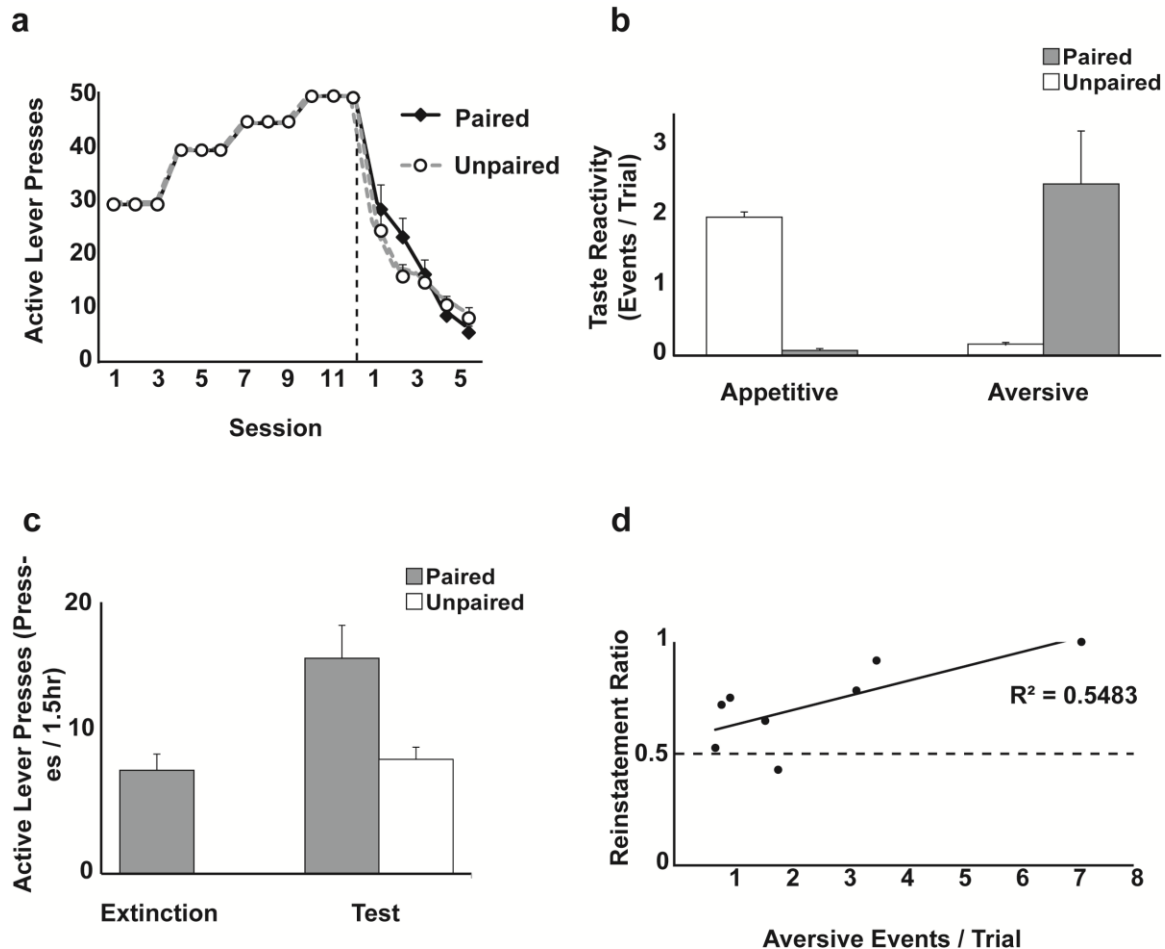 a
Active Lever Presses
50
40
30
20
10
0
1 3 5 7 9 11 1 3 5
Session
Paired
Unpaired
b
Paired
Unpaired
Taste Reactivity
(Events / Trial)
3
2
1
0
Appetitive Aversive
c
Paired
Unpaired
Active Lever Presses (Press-
es / 1.5hr)
20
10
0
Extinction Test
d
Reinstatement Ratio
1
0.5
0
R² = 0.5483
1 2 3 4 5 6 7 8
Aversive Events / Trial